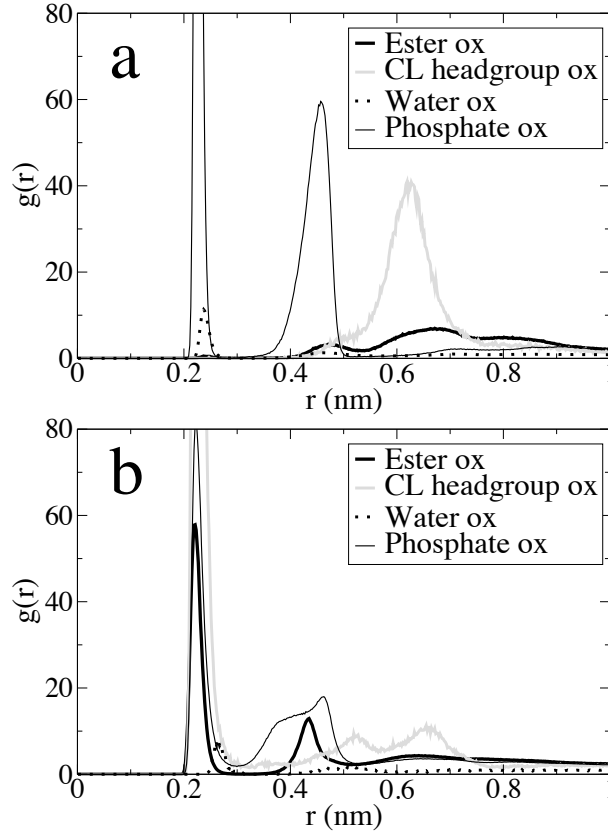 80
a
Ester ox
CL headgroup ox
Water ox
Phosphate ox
60
g(r)
40
20
0
0 0.2 0.4 0.6 0.8
r (nm)
80
b
Ester ox
CL headgroup ox
Water ox
Phosphate ox
60
g(r)
40
20
0
0 0.2 0.4 0.6 0.8
r (nm)